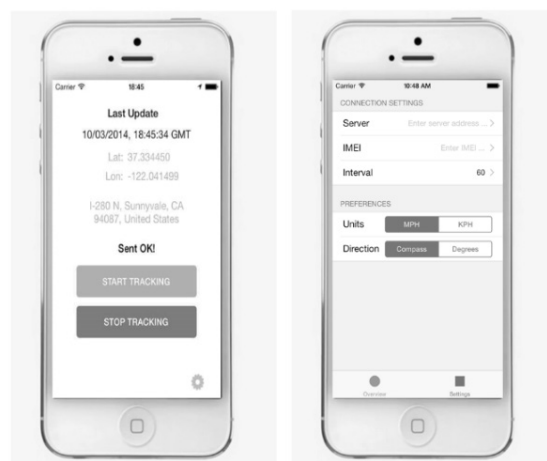 Carrier 18:45
Last Update
10/03/2014, 18:45:34 GMT
Lat: 37.334450
Lon: -122.041499
I-280 N, Sunnyvale, CA
94087, United States
Sent OK!
START TRACKING
STOP TRACKING
Carrier 10:48 AM
CONNECTION SETTINGS
Server Enter server address ... >
IMEI Enter IMEI ... >
Interval 60 >
PREFERENCES
Units MPH KPH
Direction Compass Degrees
Overview Settings